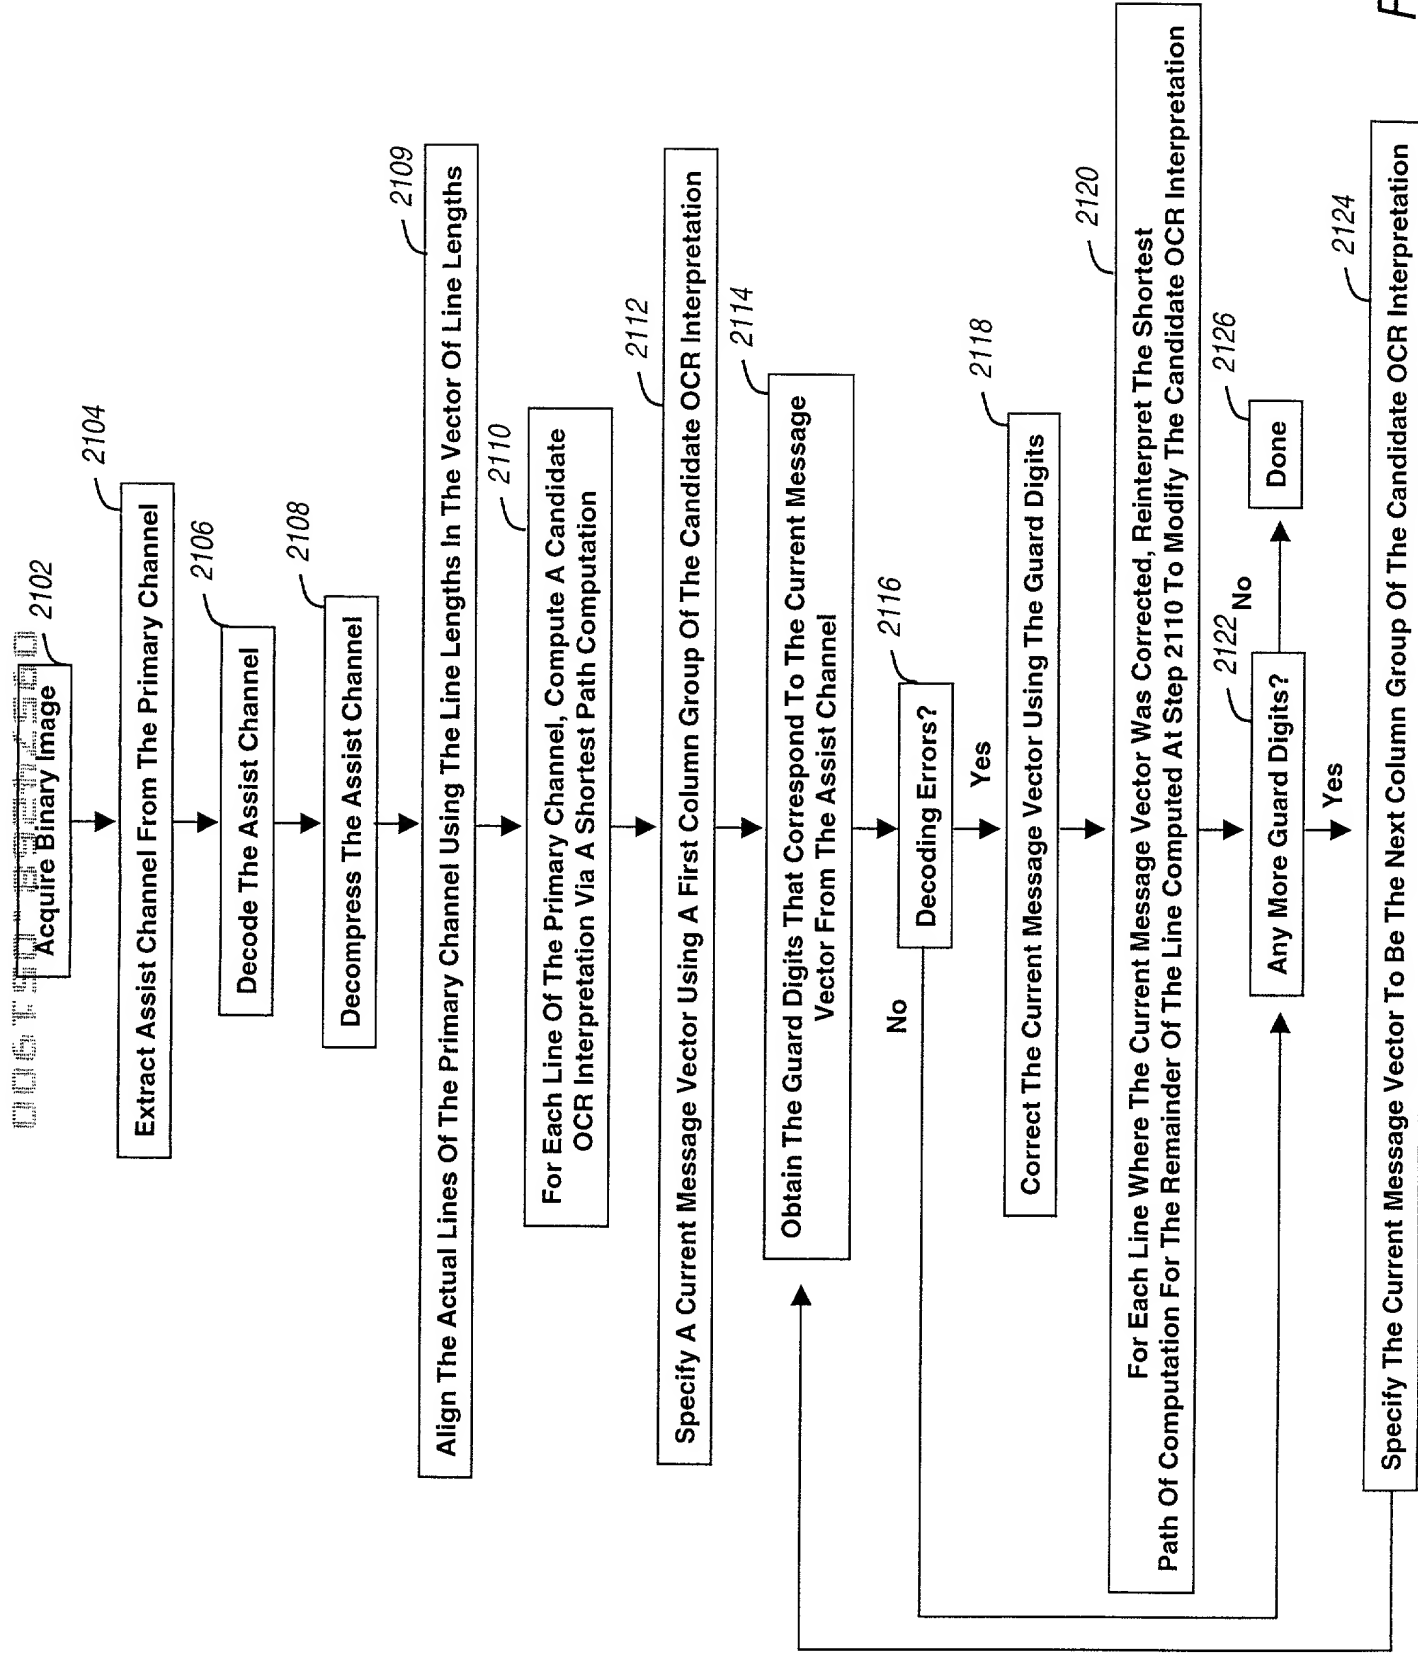 2102
Acquire Binary Image
2104
Extract Assist Channel From The Primary Channel
2106
Decode The Assist Channel
2108
Decompress The Assist Channel
2109
Align The Actual Lines Of The Primary Channel Using The Line Lengths In The Vector Of Line Lengths
2110
For Each Line Of The Primary Channel, Compute A Candidate
OCR Interpretation Via A Shortest Path Computation
2112
Specify A Current Message Vector Using A First Column Group Of The Candidate OCR Interpretation
2114
Obtain The Guard Digits That Correspond To The Current Message
Vector From The Assist Channel
2116
Decoding Errors?
No
Yes
2118
Correct The Current Message Vector Using The Guard Digits
2120
For Each Line Where The Current Message Vector Was Corrected, Reinterpret The Shortest
Path Of Computation For The Remainder Of The Line Computed At Step 2110 To Modify The Candidate OCR Interpretation
2122
Any More Guard Digits?
No
2126
Done
Yes
2124
Specify The Current Message Vector To Be The Next Column Group Of The Candidate OCR Interpretation